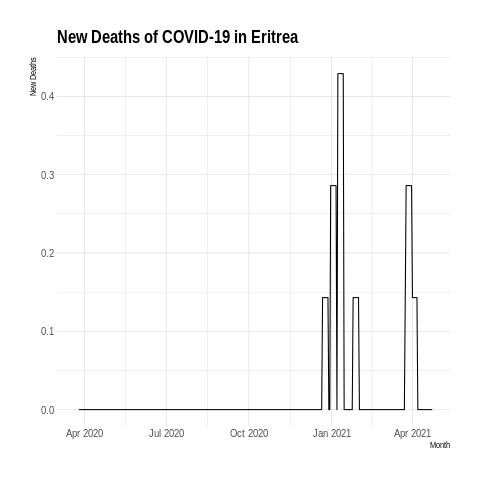 New Deaths of COVID-19 in Eritrea
New Deaths
0.4
0.3
0.2
0.1
0.0
Apr 2020 Jul 2020 Oct 2020 Jan 2021 Apr 2021
Month